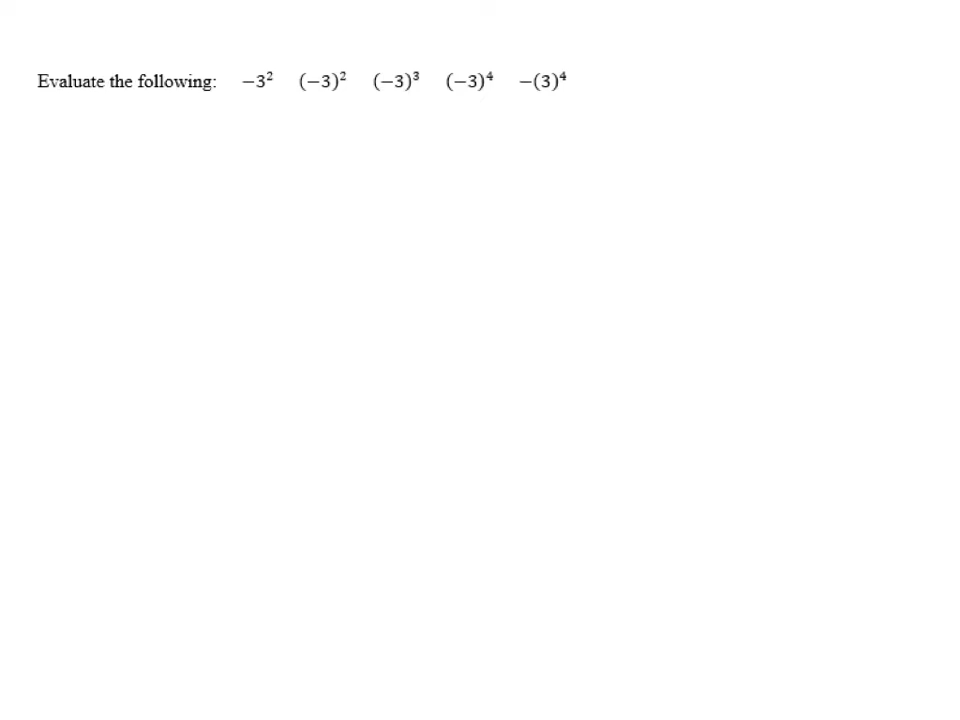 Evaluate the following: −3² (−3)² (−3)³ (−3)⁴ −(3)⁴